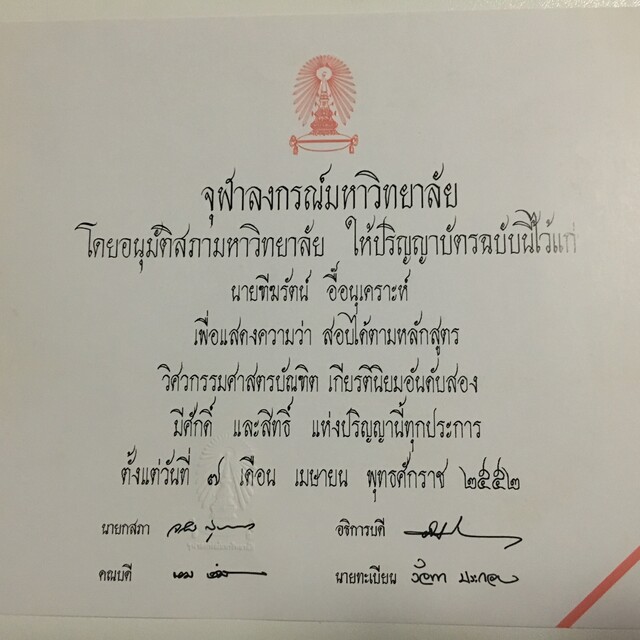 จุฬาลงกรณ์มหาวิทยาลัย
โดยอนุมัติสภามหาวิทยาลัย ให้ปริญญาบัตรฉบับนี้ไว้แก่
นายฑีฆรัตน์ อื๊ออนุเคราะห์
เพื่อแสดงความว่า สอบได้ตามหลักสูตร
วิศวกรรมศาสตรบัณฑิต เกียรตินิยมอันดับสอง
มีศักดิ์ และสิทธิ์ แห่งปริญญานี้ทุกประการ
ตั้งแต่วันที่ ๗ เดือน เมษายน พุทธศักราช ๒๕๕๒
นายกสภา อธิการบดี
คณบดี นายทะเบียน